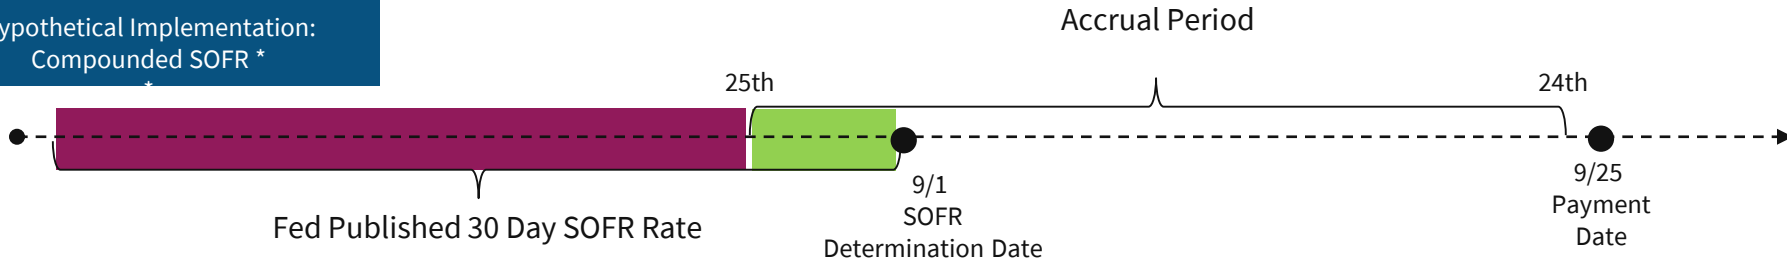 ypothetical Implementation:
Compounded SOFR *
*
Accrual Period
25th
24th
9/1
SOFR
Determination Date
9/25
Payment
Date
Fed Published 30 Day SOFR Rate